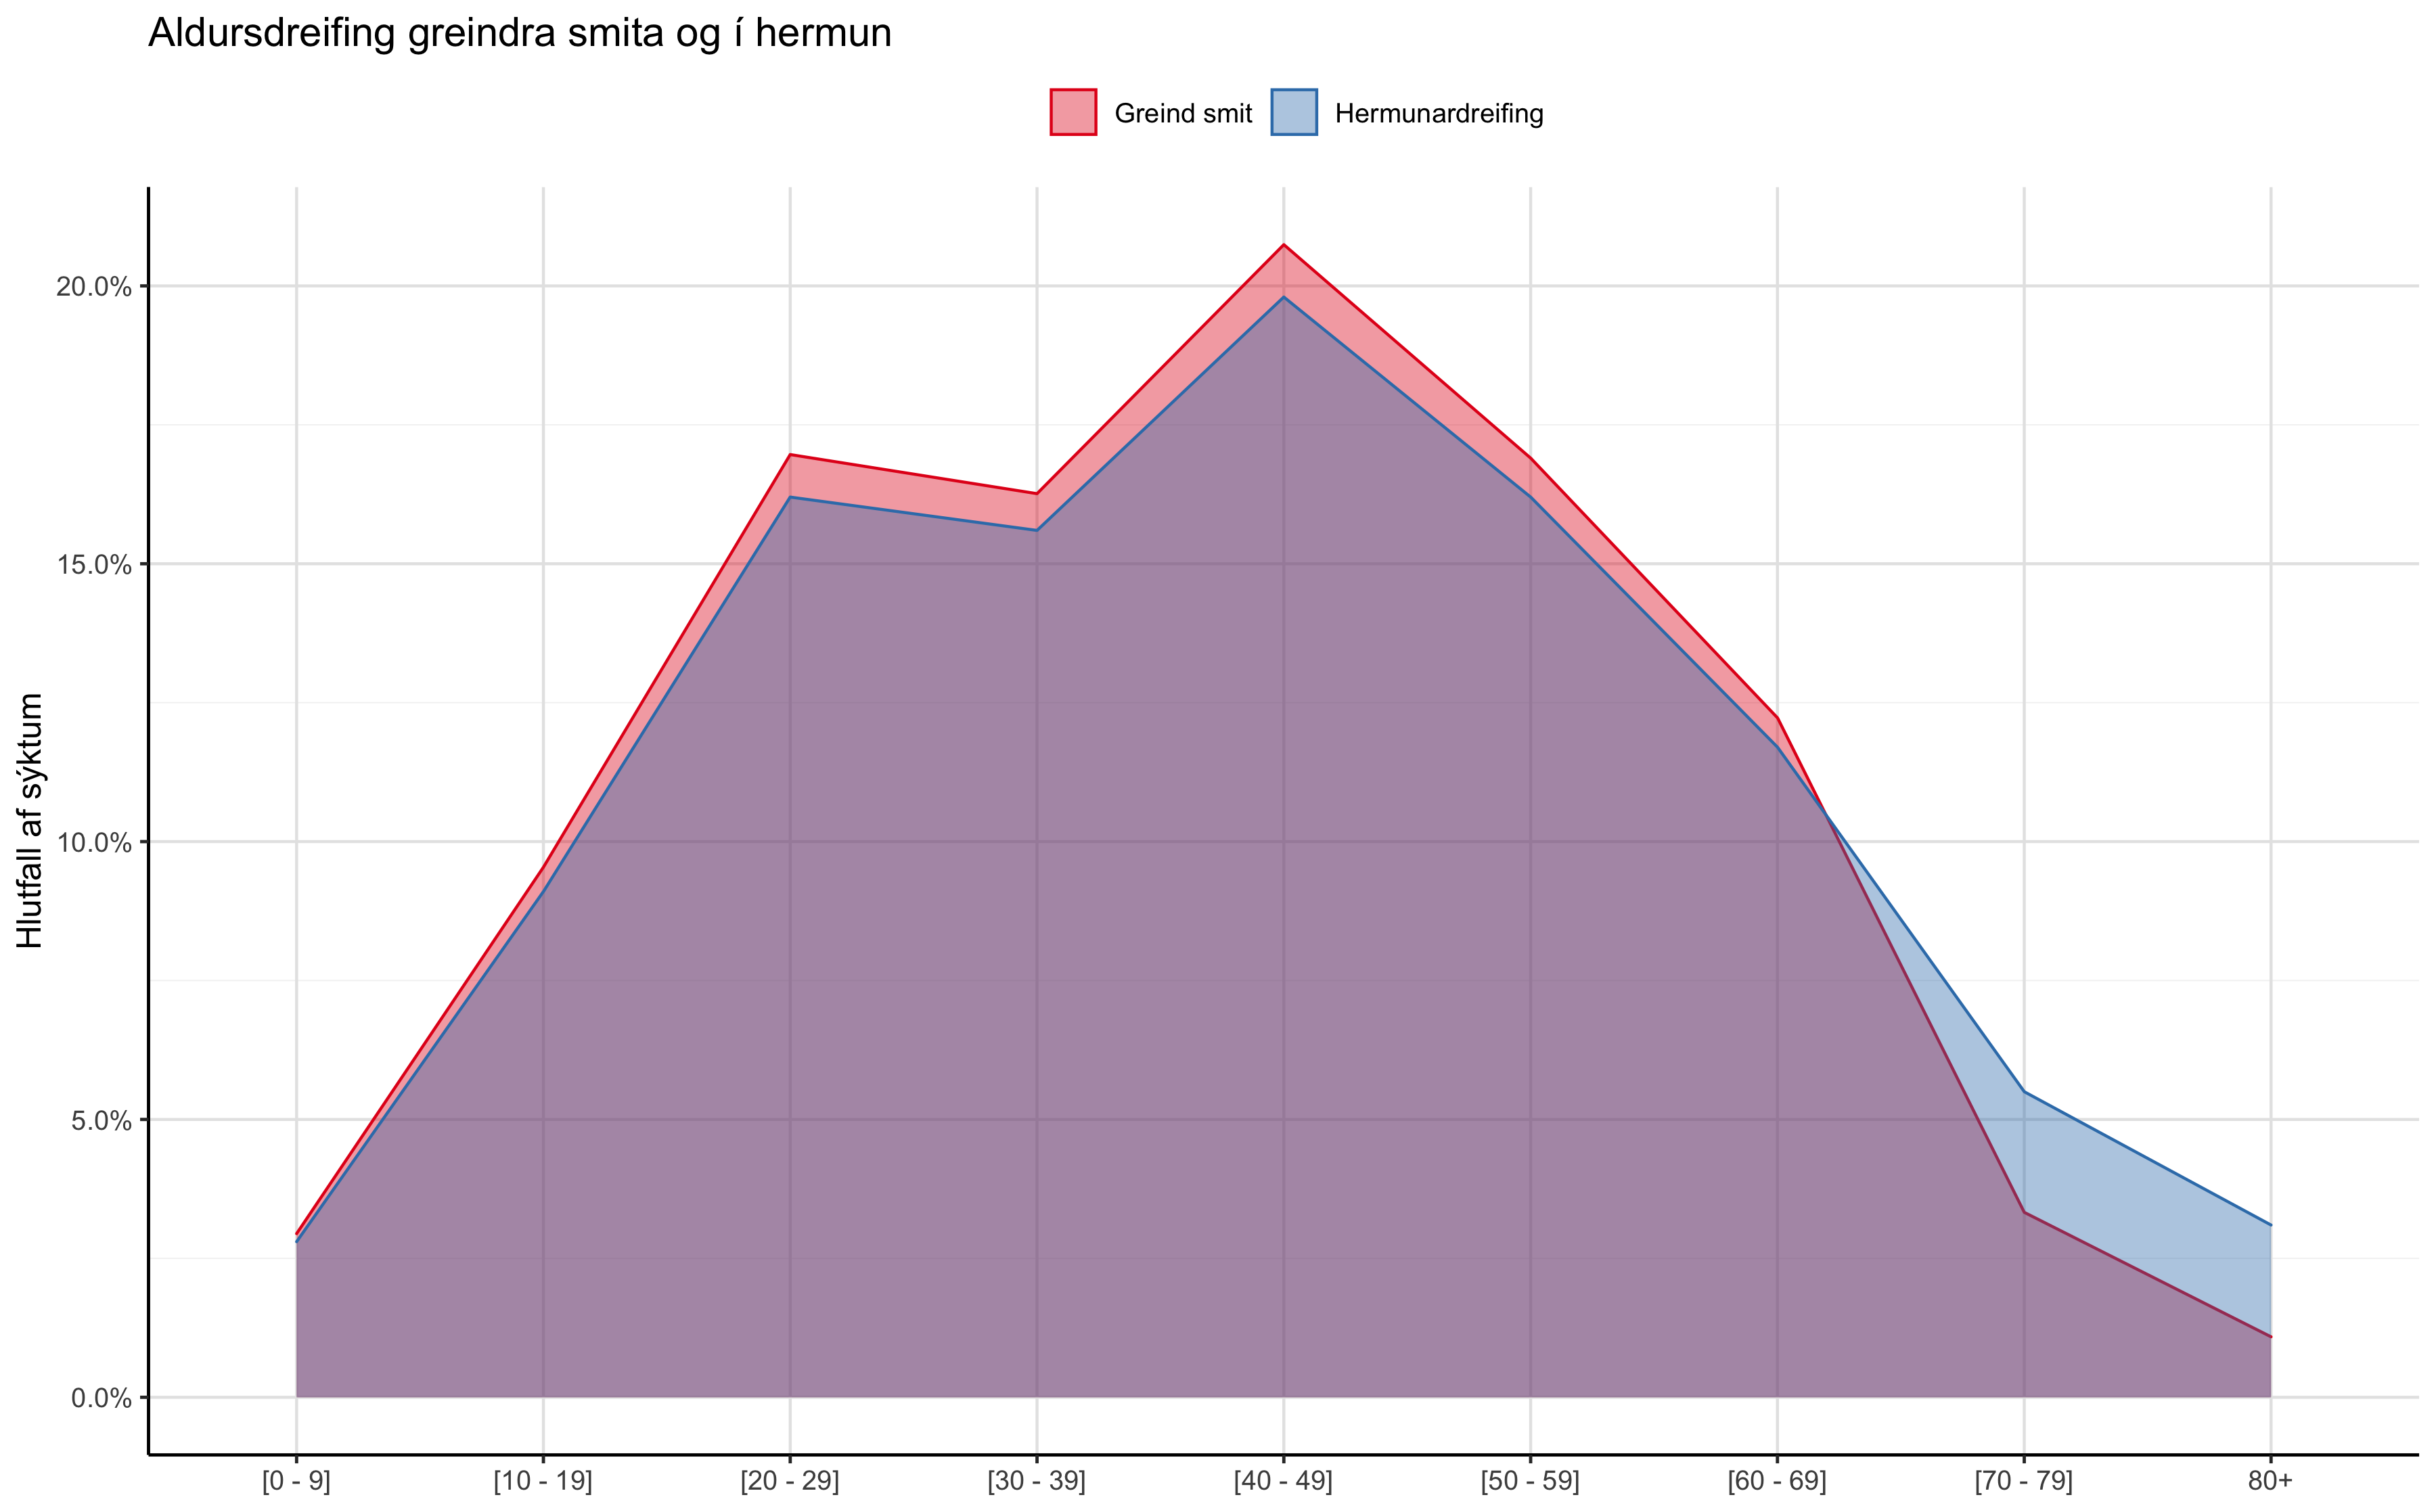 Aldursdreifing greindra smita og í hermun
Greind smit
Hermunardreifing
Hlutfall af sýktum
20.0%
15.0%
10.0%
5.0%
0.0%
[0 - 9]
[10 - 19]
[20 - 29]
[30 - 39]
[40 - 49]
[50 - 59]
[60 - 69]
[70 - 79]
80+